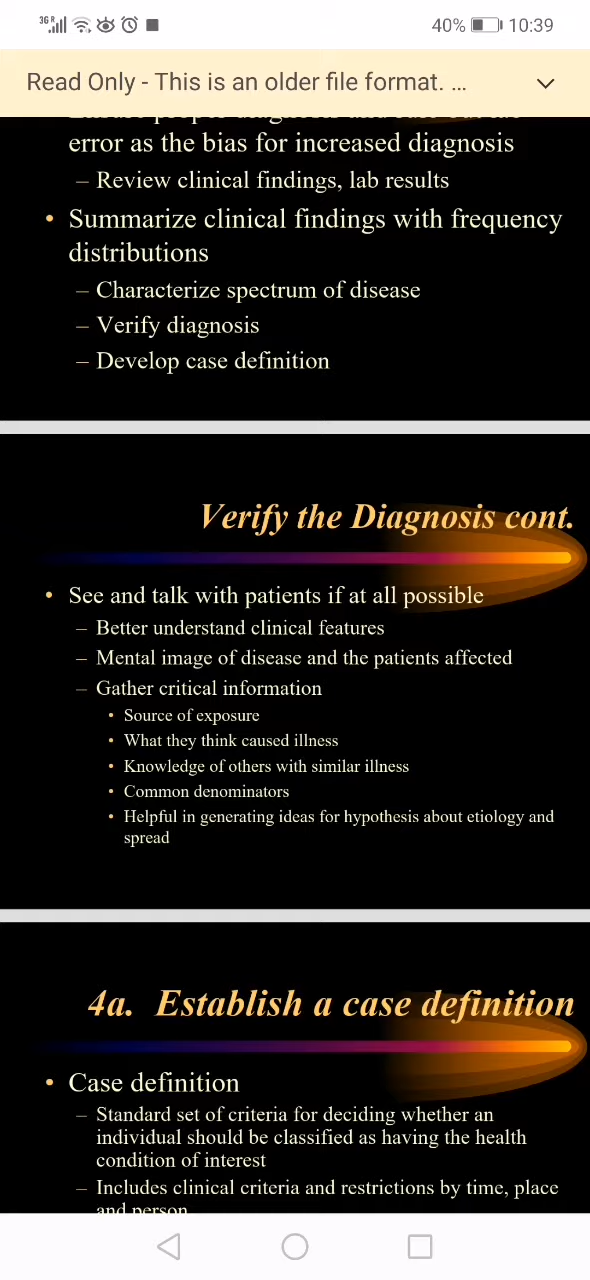 36R
40% 10:39
Read Only - This is an older file format. ...
error as the bias for increased diagnosis
– Review clinical findings, lab results
• Summarize clinical findings with frequency
distributions
– Characterize spectrum of disease
– Verify diagnosis
– Develop case definition
Verify the Diagnosis cont.
• See and talk with patients if at all possible
– Better understand clinical features
– Mental image of disease and the patients affected
– Gather critical information
• Source of exposure
• What they think caused illness
• Knowledge of others with similar illness
• Common denominators
• Helpful in generating ideas for hypothesis about etiology and
spread
4a. Establish a case definition
• Case definition
– Standard set of criteria for deciding whether an
individual should be classified as having the health
condition of interest
– Includes clinical criteria and restrictions by time, place
and person